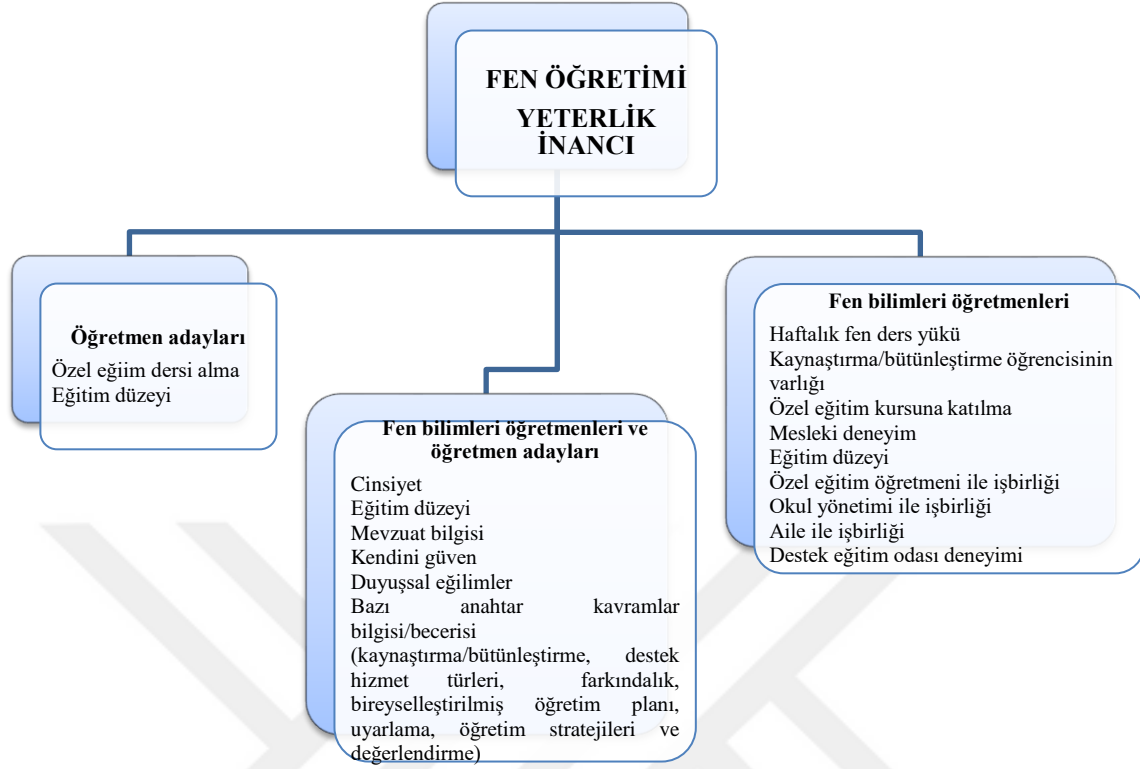 FEN ÖĞRETİMİ
YETERLİK
İNANCI
Öğretmen adayları
Özel eğiim dersi alma
Eğitim düzeyi
Fen bilimleri öğretmenleri ve
öğretmen adayları
Cinsiyet
Eğitim düzeyi
Mevzuat bilgisi
Kendini güven
Duyuşsal eğilimler
Bazı anahtar kavramlar
bilgisi/becerisi
(kaynaştırma/bütünleştirme, destek
hizmet türleri, farkındalık,
bireyselleştirilmiş öğretim planı,
uyarlama, öğretim stratejileri ve
değerlendirme)
Fen bilimleri öğretmenleri
Haftalık fen ders yükü
Kaynaştırma/bütünleştirme öğrencisinin
varlığı
Özel eğitim kursuna katılma
Mesleki deneyim
Eğitim düzeyi
Özel eğitim öğretmeni ile işbirliği
Okul yönetimi ile işbirliği
Aile ile işbirliği
Destek eğitim odası deneyimi